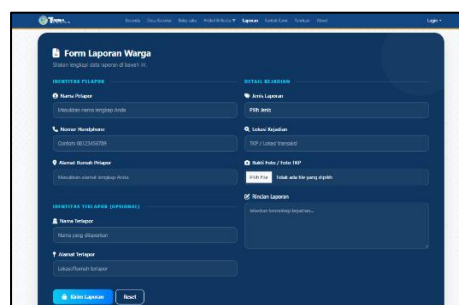 Beranda
Laporan
Login
Form Laporan Warga
Silakan lengkapi data laporan di bawah ini.
IDENTITAS PELAPOR
Nama Pelapor
Masukkan nama lengkap Anda
Nomor Handphone
Contoh: 08123456789
Alamat Rumah Pelapor
Masukkan alamat lengkap Anda
IDENTITAS TERLAPOR (OPSIONAL)
Nama Terlapor
Nama yang dilaporkan
Alamat Terlapor
Lokasi/Rumah terlapor
Kirim Laporan
Reset
DETAIL KEJADIAN
Jenis Laporan
Pilih Jenis
Lokasi Kejadian
TKP / Lokasi transaksi
Bukti Foto / Foto TKP
Pilih File Tidak ada file yang dipilih
Rincian Laporan